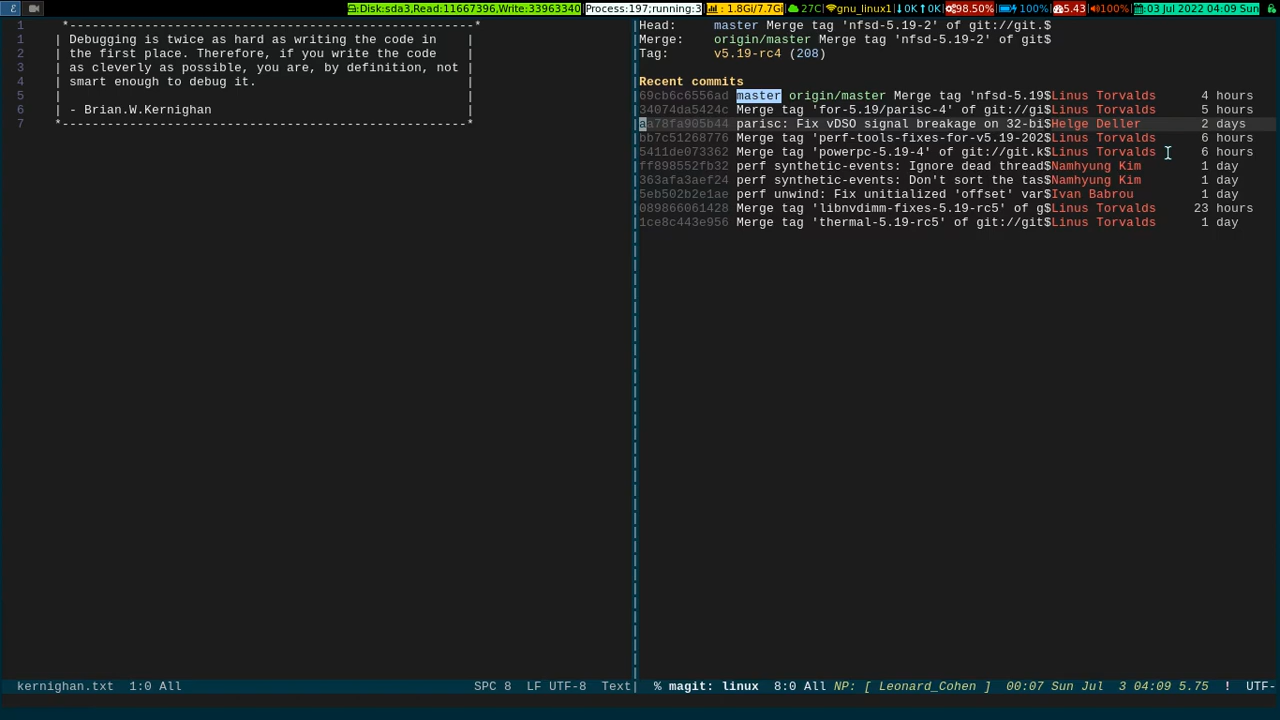 Ɛ Disk:sda3,Read:11667396,Write:33963340 Process:197;running:3 : 1.8Gi/7.7Gi 27C gnu_linux1 0K 0K 98.50% 100% 5.43 100% :03 Jul 2022 04:09 Sun
1 *------------------------------------------------------*
1 | Debugging is twice as hard as writing the code in |
2 | the first place. Therefore, if you write the code |
3 | as cleverly as possible, you are, by definition, not |
4 | smart enough to debug it. |
5 | |
6 | - Brian.W.Kernighan |
7 *------------------------------------------------------*
Head: master Merge tag 'nfsd-5.19-2' of git://git.$
Merge: origin/master Merge tag 'nfsd-5.19-2' of git$
Tag: v5.19-rc4 (208)
Recent commits
69cb6c6556ad master origin/master Merge tag 'nfsd-5.19$Linus Torvalds 4 hours
34074da5424c Merge tag 'for-5.19/parisc-4' of git://gi$Linus Torvalds 5 hours
aa78fa905b44 parisc: Fix vDSO signal breakage on 32-bi$Helge Deller 2 days
bb7c51268776 Merge tag 'perf-tools-fixes-for-v5.19-202$Linus Torvalds 6 hours
5411de073362 Merge tag 'powerpc-5.19-4' of git://git.k$Linus Torvalds 6 hours
ff898552fb32 perf synthetic-events: Ignore dead thread$Namhyung Kim 1 day
363afa3aef24 perf synthetic-events: Don't sort the tas$Namhyung Kim 1 day
5eb502b2e1ae perf unwind: Fix unitialized 'offset' var$Ivan Babrou 1 day
089866061428 Merge tag 'libnvdimm-fixes-5.19-rc5' of g$Linus Torvalds 23 hours
1ce8c443e956 Merge tag 'thermal-5.19-rc5' of git://git$Linus Torvalds 1 day
kernighan.txt 1:0 All SPC 8 LF UTF-8 Text
% magit: linux 8:0 All NP: [ Leonard_Cohen ] 00:07 Sun Jul 3 04:09 5.75 ! UTF-